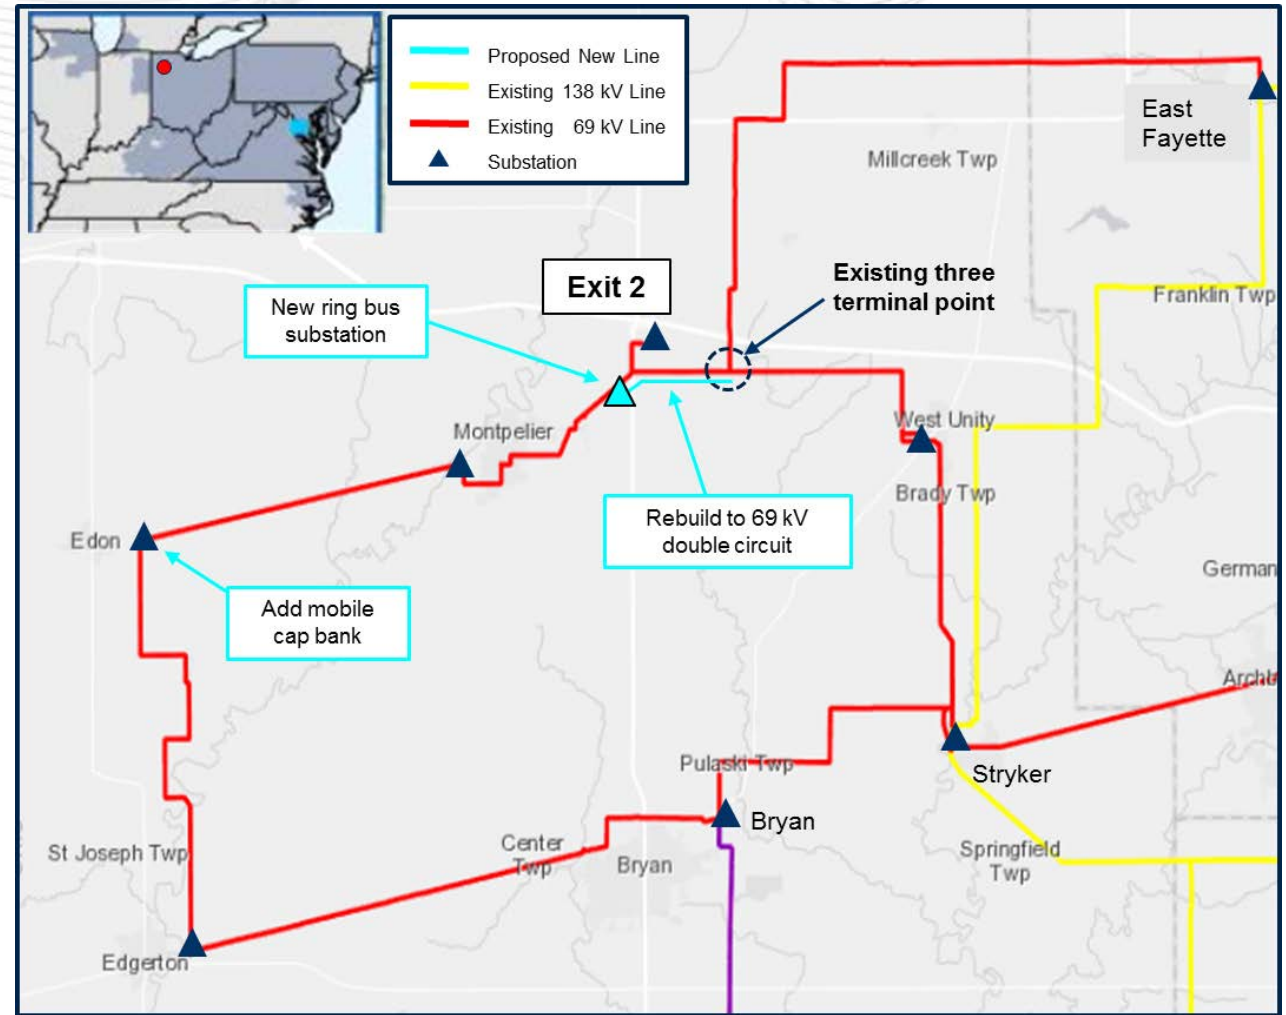 Proposed New Line
Existing 138 kV Line
Existing 69 kV Line
Substation
East
Fayette
Millcreek Twp
Existing three
terminal point
Exit 2
Franklin Twp
New ring bus
substation
West Unity
Montpelier
Brady Twp
Rebuild to 69 kV
double circuit
Edon
German
Add mobile
cap bank
Archb
Pulaski Twp
Stryker
Bryan
Center
Twp
Bryan
St Joseph Twp
Springfield
Twp
Edgerton